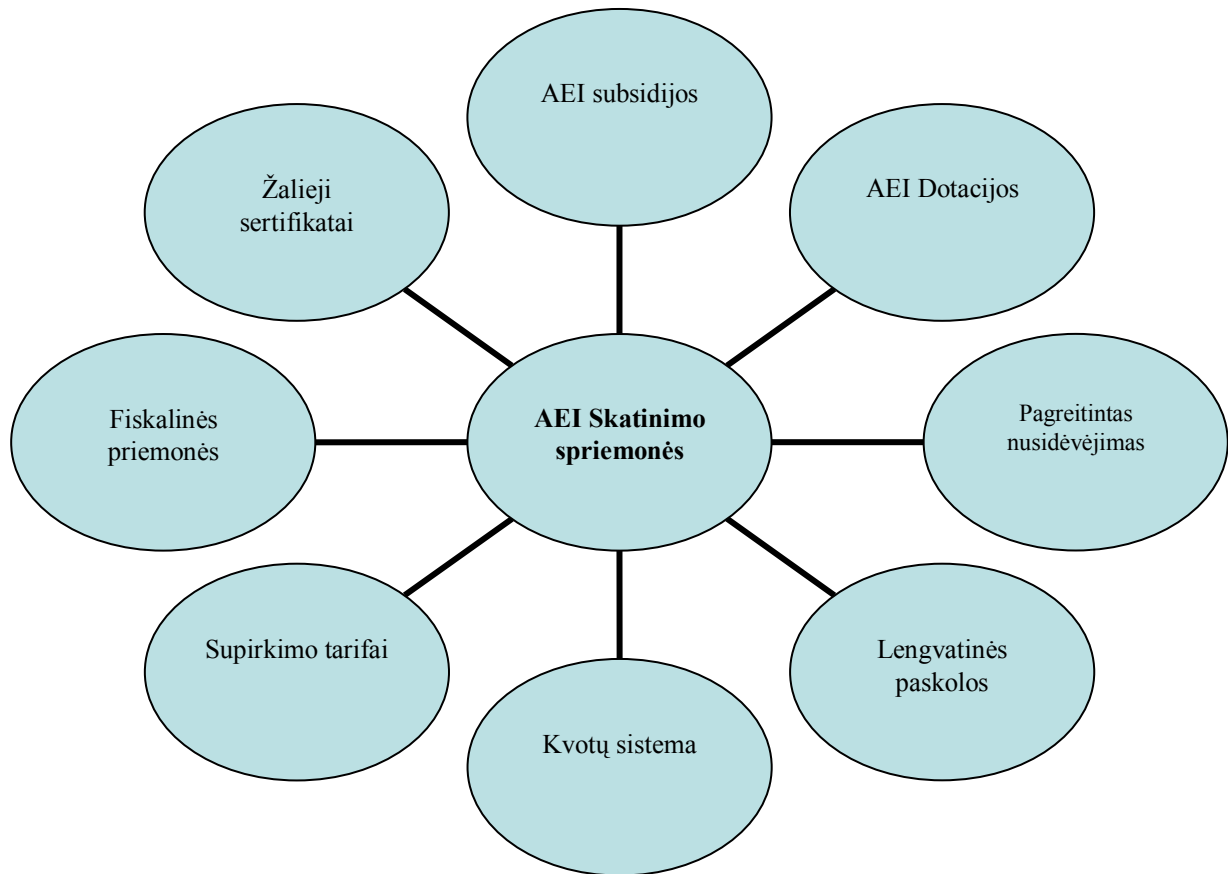 AEI subsidijos
Žalieji
sertifikatai
AEI Dotacijos
Fiskalinės
priemonės
AEI Skatinimo
spriemonės
Pagreitintas
nusidėvėjimas
Supirkimo tarifai
Lengvatinės
paskolos
Kvotų sistema